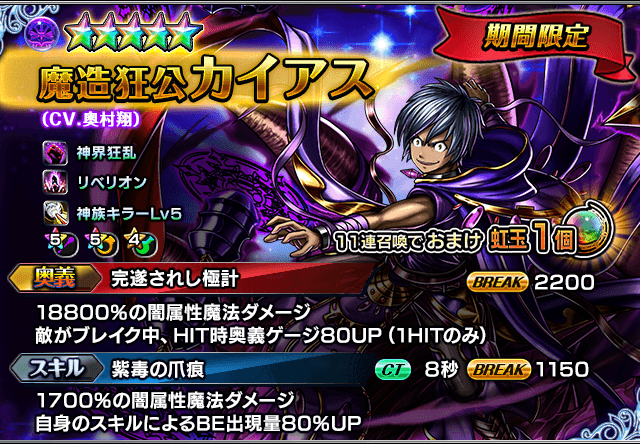 期間限定
魔造狂公カイアス
(CV.奥村翔)
神界狂乱
リベリオン
神族キラーLv5
5 5 4
11連召喚でおまけ 虹玉1個
奥義 完遂されし極計 BREAK 2200
18800%の闇属性魔法ダメージ
敵がブレイク中、HIT時奥義ゲージ80UP (1HITのみ)
スキル 紫毒の爪痕 CT 8秒 BREAK 1150
1700%の闇属性魔法ダメージ
自身のスキルによるBE出現量80%UP